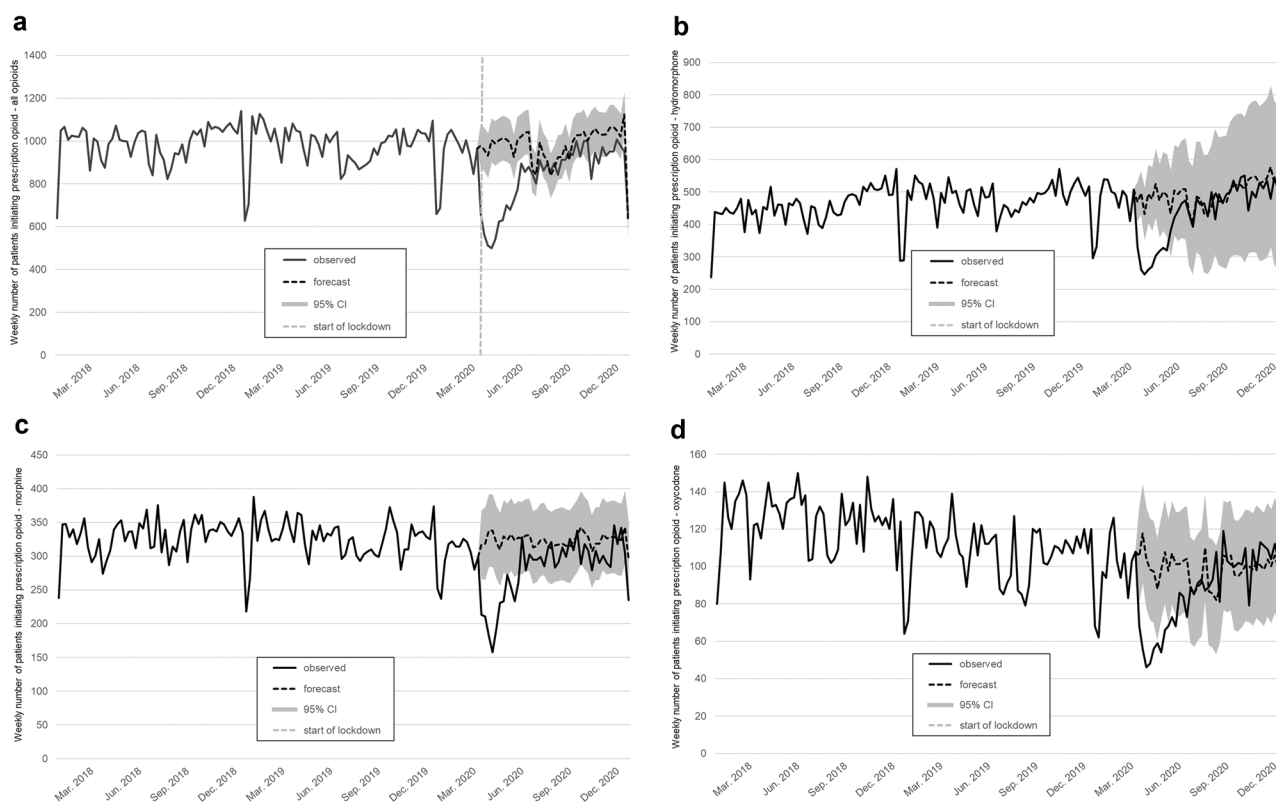 a
Weekly number of patients initiating prescription opioid - all opioids
1400
1200
1000
800
600
400
200
0
observed
forecast
95% CI
start of lockdown
Mar. 2018
Jun. 2018
Sep. 2018
Dec. 2018
Mar. 2019
Jun. 2019
Sep. 2019
Dec. 2019
Mar. 2020
Jun. 2020
Sep. 2020
Dec. 2020
b
Weekly number of patients initiating prescription opioid - hydromorphone
900
800
700
600
500
400
300
200
100
0
observed
forecast
95% CI
start of lockdown
Mar. 2018
Jun. 2018
Sep. 2018
Dec. 2018
Mar. 2019
Jun. 2019
Sep. 2019
Dec. 2019
Mar. 2020
Jun. 2020
Sep. 2020
Dec. 2020
c
Weekly number of patients initiating prescription opioid - morphine
450
400
350
300
250
200
150
100
50
0
observed
forecast
95% CI
start of lockdown
Mar. 2018
Jun. 2018
Sep. 2018
Dec. 2018
Mar. 2019
Jun. 2019
Sep. 2019
Dec. 2019
Mar. 2020
Jun. 2020
Sep. 2020
Dec. 2020
d
Weekly number of patients initiating prescription opioid - oxycodone
160
140
120
100
80
60
40
20
0
observed
forecast
95% CI
start of lockdown
Mar. 2018
Jun. 2018
Sep. 2018
Dec. 2018
Mar. 2019
Jun. 2019
Sep. 2019
Dec. 2019
Mar. 2020
Jun. 2020
Sep. 2020
Dec. 2020